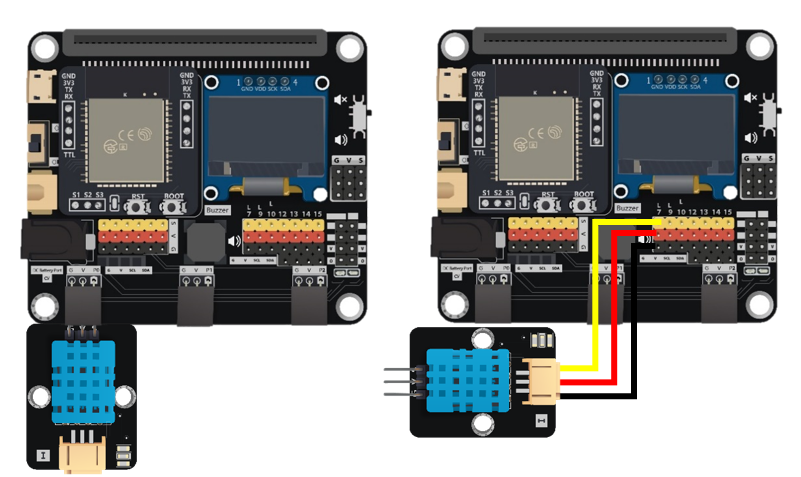 1 4
GND VDD SCK SDA
GND
3V3
TX
RX
GND
3V3
TX
RX
TTL
S1 S2 S3
RST
BOOT
Buzzer
G V S
L L L
7 9 10 12 13 14 15
S
V
G
G V SCL SDA
Battery Port
G V P0
G V P1
G V P2
CE
1 4
GND VDD SCK SDA
GND
3V3
TX
RX
GND
3V3
TX
RX
TTL
S1 S2 S3
RST
BOOT
Buzzer
G V S
L L L
7 9 10 12 13 14 15
S
V
G
G V SCL SDA
Battery Port
G V P0
G V P2
CE